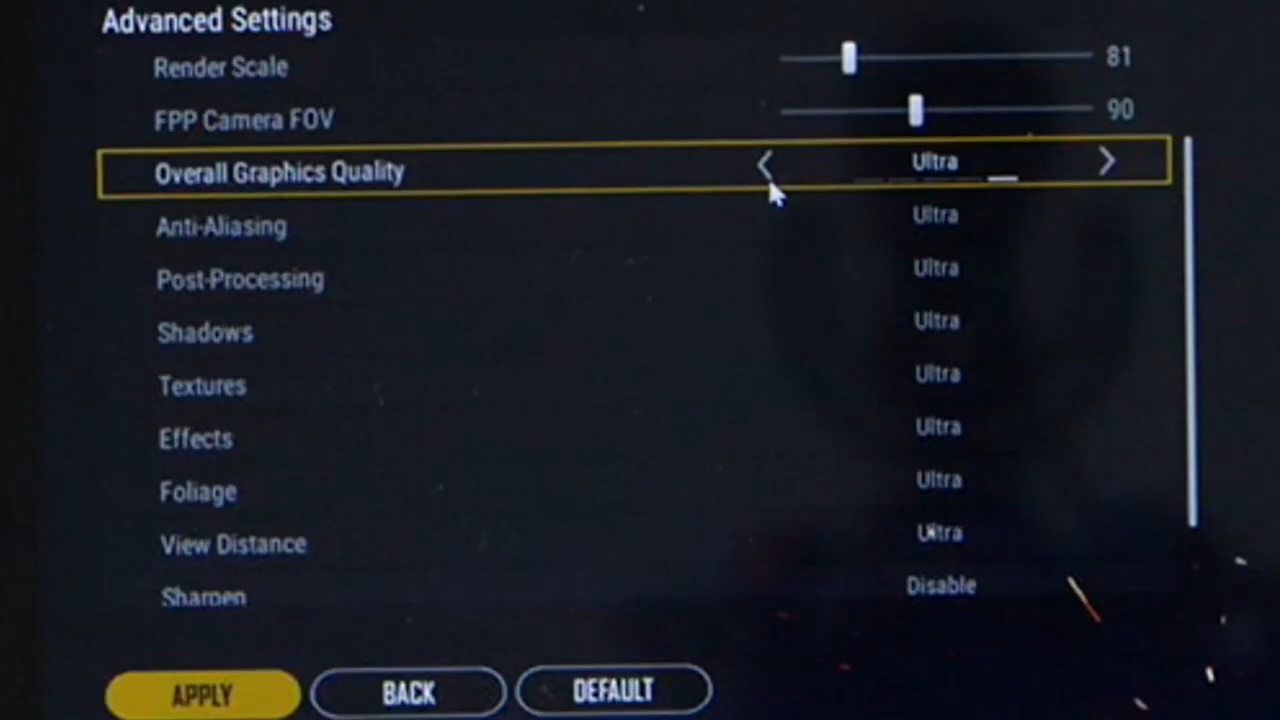 Advanced Settings
Render Scale 81
FPP Camera FOV 90
Overall Graphics Quality Ultra
Anti-Aliasing Ultra
Post-Processing Ultra
Shadows Ultra
Textures Ultra
Effects Ultra
Foliage Ultra
View Distance Ultra
Sharpen Disable
APPLY BACK DEFAULT